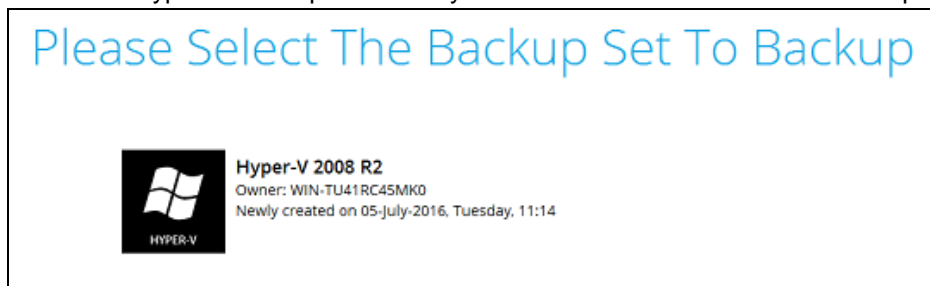 Please Select The Backup Set To Backup
Hyper-V 2008 R2
Owner: WIN-TU41RC45MK0
Newly created on 05-July-2016, Tuesday, 11:14
HYPER-V